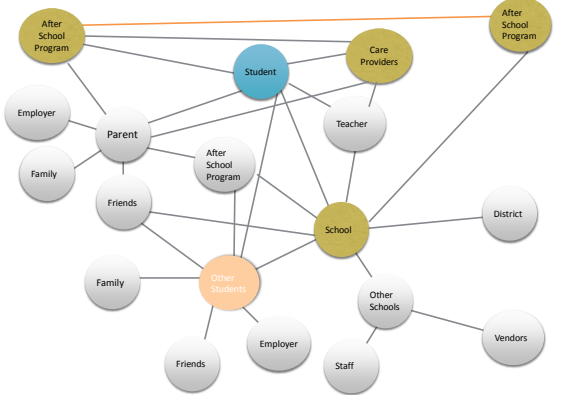 After
School
Program
After
School
Program
Care
Providers
Student
Employer
Teacher
Parent
After
School
Program
Family
Friends
District
School
Family
Other
Students
Other
Schools
Vendors
Employer
Friends
Staff